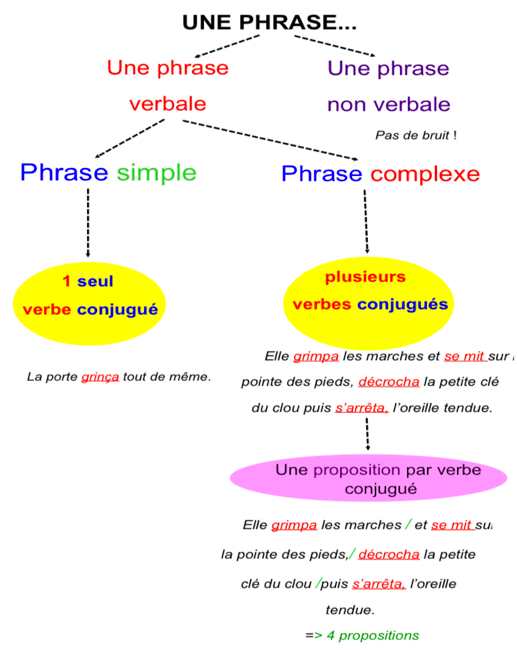 UNE PHRASE...
Une phrase
verbale
Une phrase
non verbale
Pas de bruit !
Phrase simple
Phrase complexe
1 seul
verbe conjugué
plusieurs
verbes conjugués
La porte grinça tout de même.
Elle grimpa les marches et se mit sur
pointe des pieds, décrocha la petite clé
du clou puis s'arrêta, l'oreille tendue.
Une proposition par verbe
conjugué
Elle grimpa les marches / et se mit sur
la pointe des pieds,/ décrocha la petite
clé du clou /puis s'arrêta, l'oreille
tendue.
=> 4 propositions